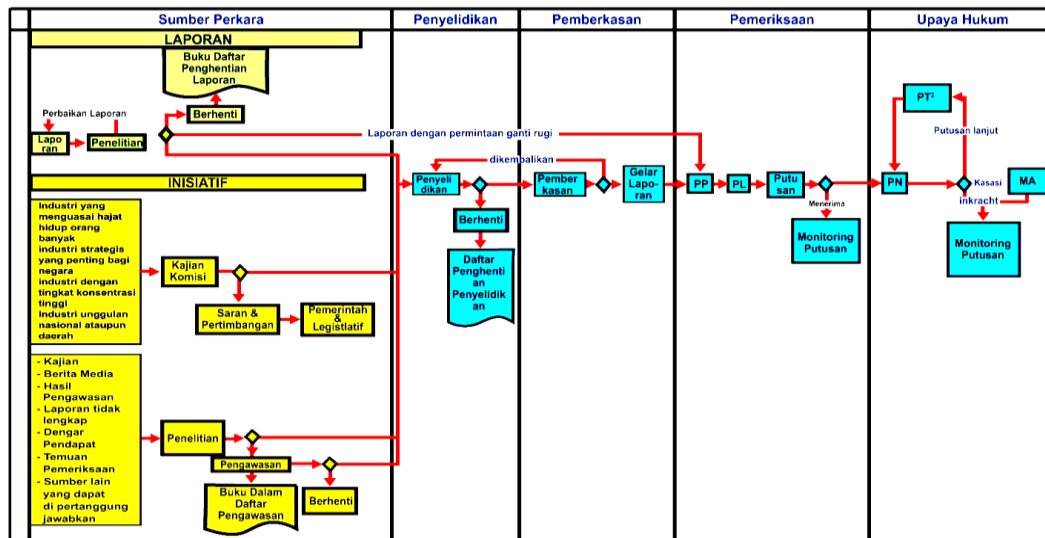 Sumber Perkara
Penyelidikan
Pemberkasan
Pemeriksaan
Upaya Hukum
LAPORAN
Buku Daftar
Penghentian
Laporan
Perbaikan Laporan
Berhenti
Lapo
ran
Penelitian
Laporan dengan permintaan ganti rugi
dikembalikan
INISIATIF
Industri yang
menguasai hajat
hidup orang
banyak
industri strategis
yang penting bagi
negara
industri dengan
tingkat konsentrasi
tinggi
Industri unggulan
nasional ataupun
daerah
Kajian
Komisi
Saran &
Pertimbangan
Pemerintah
&
Legistlatif
- Kajian
- Berita Media
- Hasil
Pengawasan
- Laporan tidak
lengkap
- Dengar
Pendapat
- Temuan
Pemeriksaan
- Sumber lain
yang dapat
di pertanggung
jawabkan
Penelitian
Pengawasan
Buku Dalam
Daftar
Pengawasan
Berhenti
Penyeli
dikan
Berhenti
Daftar
Penghenti
an
Penyelidik
an
Pember
kasan
Gelar
Lapo-
ran
PP
PL
Putu
san
Menerima
Monitoring
Putusan
PT²
Putusan lanjut
PN
Kasasi
MA
inkracht
Monitoring
Putusan